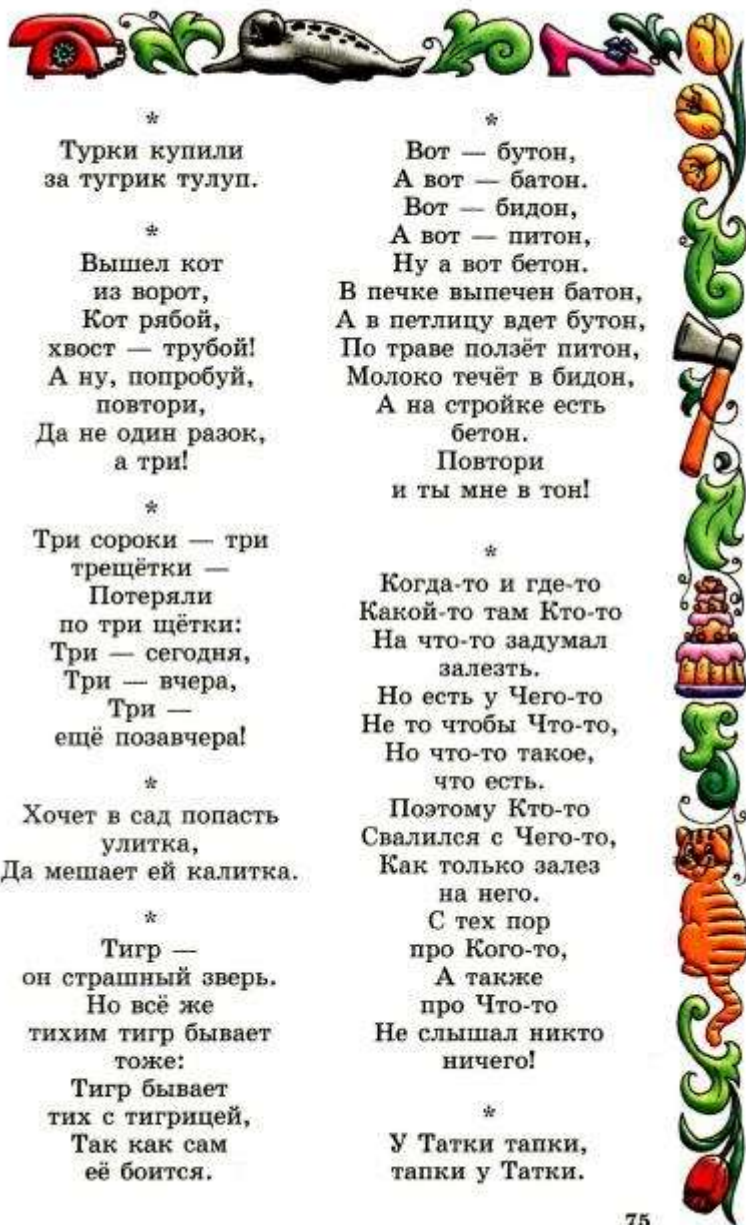 *
Турки купили
за тугрик тулуп.
*
Вышел кот
из ворот,
Кот рябой,
хвост — трубой!
А ну, попробуй,
повтори,
Да не один разок,
а три!
*
Три сороки — три
трещётки —
Потеряли
по три щётки:
Три — сегодня,
Три — вчера,
Три —
ещё позавчера!
*
Хочет в сад попасть
улитка,
Да мешает ей калитка.
*
Тигр —
он страшный зверь.
Но всё же
тихим тигр бывает
тоже:
Тигр бывает
тих с тигрицей,
Так как сам
её боится.
*
Вот — бутон,
А вот — батон.
Вот — бидон,
А вот — питон,
Ну а вот бетон.
В печке выпечен батон,
А в петлицу вдет бутон,
По траве ползёт питон,
Молоко течёт в бидон,
А на стройке есть
бетон.
Повтори
и ты мне в тон!
*
Когда-то и где-то
Какой-то там Кто-то
На что-то задумал
залезть.
Но есть у Чего-то
Не то чтобы Что-то,
Но что-то такое,
что есть.
Поэтому Кто-то
Свалился с Чего-то,
Как только залез
на него.
С тех пор
про Кого-то,
А также
про Что-то
Не слышал никто
ничего!
*
У Татки тапки,
тапки у Татки.
75